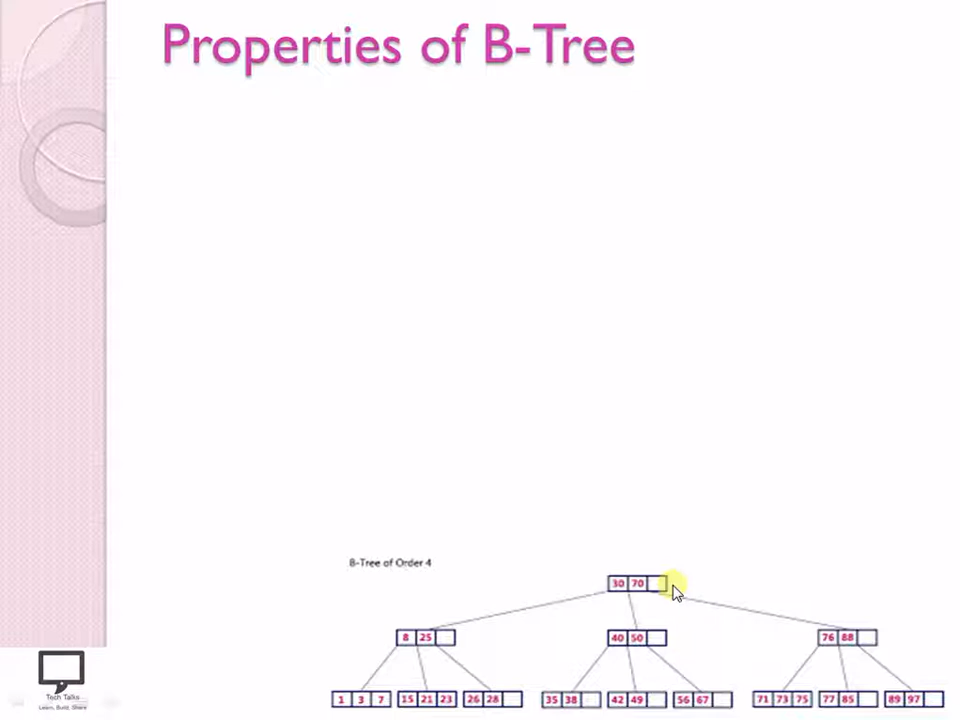 Properties of B-Tree
B-Tree of Order 4
30 70
8 25
40 50
76 88
1 3 7
15 21 23
26 28
35 38
42 49
56 67
71 73 75
77 85
89 97
Tech Talks
Learn, Build, Share